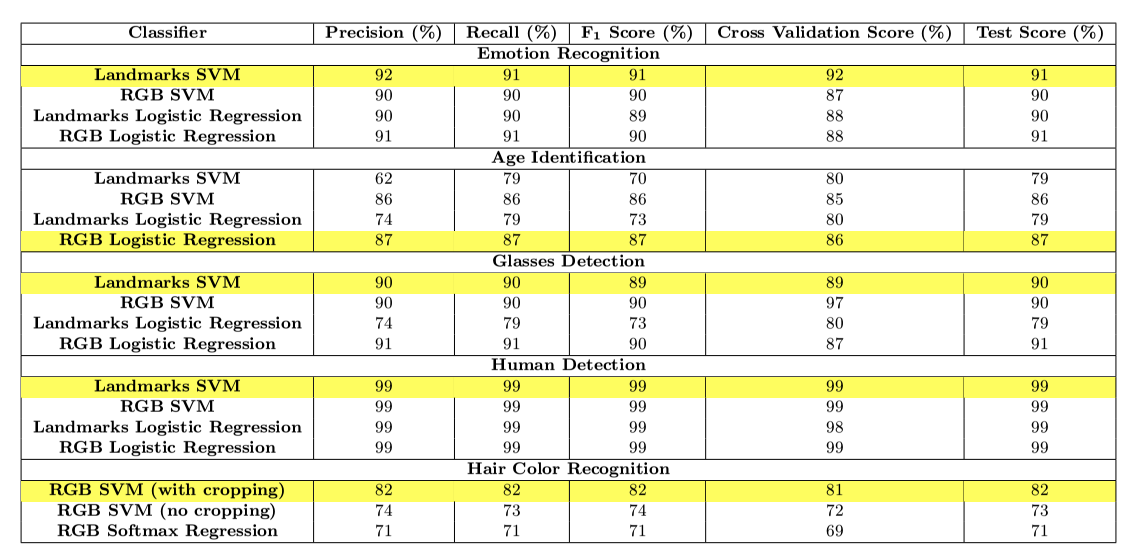 Classifier Precision (%) Recall (%) F₁ Score (%) Cross Validation Score (%) Test Score (%)
Emotion Recognition
Landmarks SVM 92 91 91 92 91
RGB SVM 90 90 90 87 90
Landmarks Logistic Regression 90 90 89 88 90
RGB Logistic Regression 91 91 90 88 91
Age Identification
Landmarks SVM 62 79 70 80 79
RGB SVM 86 86 86 85 86
Landmarks Logistic Regression 74 79 73 80 79
RGB Logistic Regression 87 87 87 86 87
Glasses Detection
Landmarks SVM 90 90 89 89 90
RGB SVM 90 90 90 97 90
Landmarks Logistic Regression 74 79 73 80 79
RGB Logistic Regression 91 91 90 87 91
Human Detection
Landmarks SVM 99 99 99 99 99
RGB SVM 99 99 99 99 99
Landmarks Logistic Regression 99 99 99 98 99
RGB Logistic Regression 99 99 99 99 99
Hair Color Recognition
RGB SVM (with cropping) 82 82 82 81 82
RGB SVM (no cropping) 74 73 74 72 73
RGB Softmax Regression 71 71 71 69 71